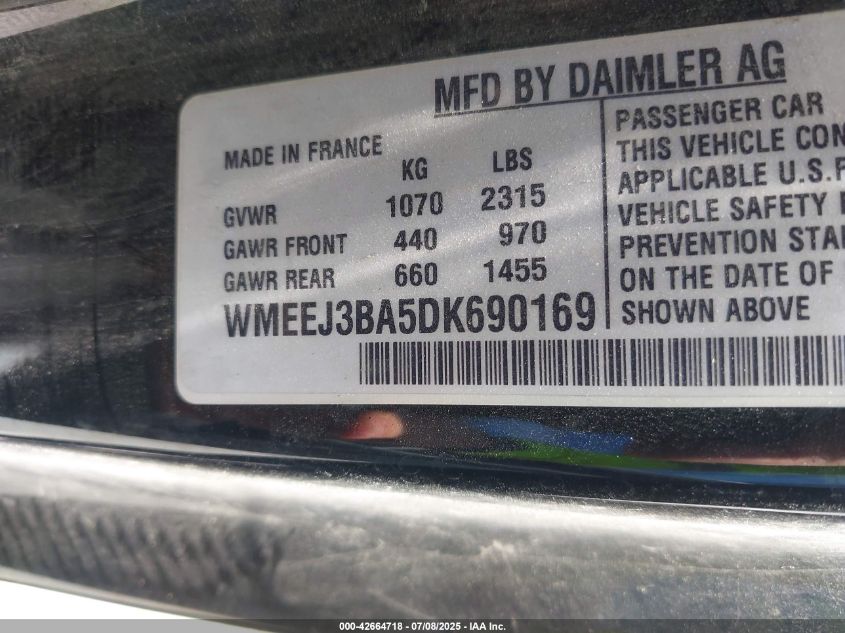 MFD BY DAIMLER AG
MADE IN FRANCE
KG LBS
GVWR 1070 2315
GAWR FRONT 440 970
GAWR REAR 660 1455
WMEEJ3BA5DK690169
PASSENGER CAR
THIS VEHICLE CON
APPLICABLE U.S.F
VEHICLE SAFETY
PREVENTION STA
ON THE DATE OF
SHOWN ABOVE
000-42664718 - 07/08/2025 - IAA Inc.